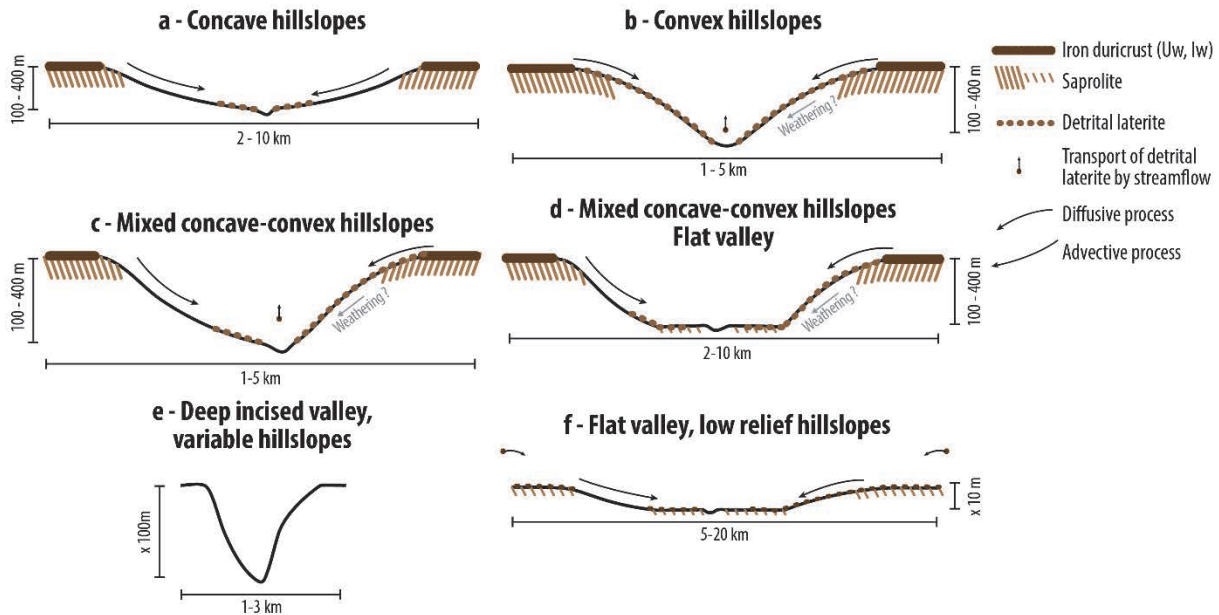 a - Concave hillslopes
100 - 400 m
2 - 10 km
b - Convex hillslopes
Weathering ?
100 - 400 m
1 - 5 km
Iron duricrust (Uw, Iw)
Saprolite
Detrital laterite
Transport of detrital
laterite by streamflow
Diffusive process
Advective process
c - Mixed concave-convex hillslopes
100 - 400 m
Weathering ?
1-5 km
d - Mixed concave-convex hillslopes
Flat valley
Weathering ?
100 - 400 m
2-10 km
e - Deep incised valley,
variable hillslopes
x 100m
1-3 km
f - Flat valley, low relief hillslopes
x 10 m
5-20 km